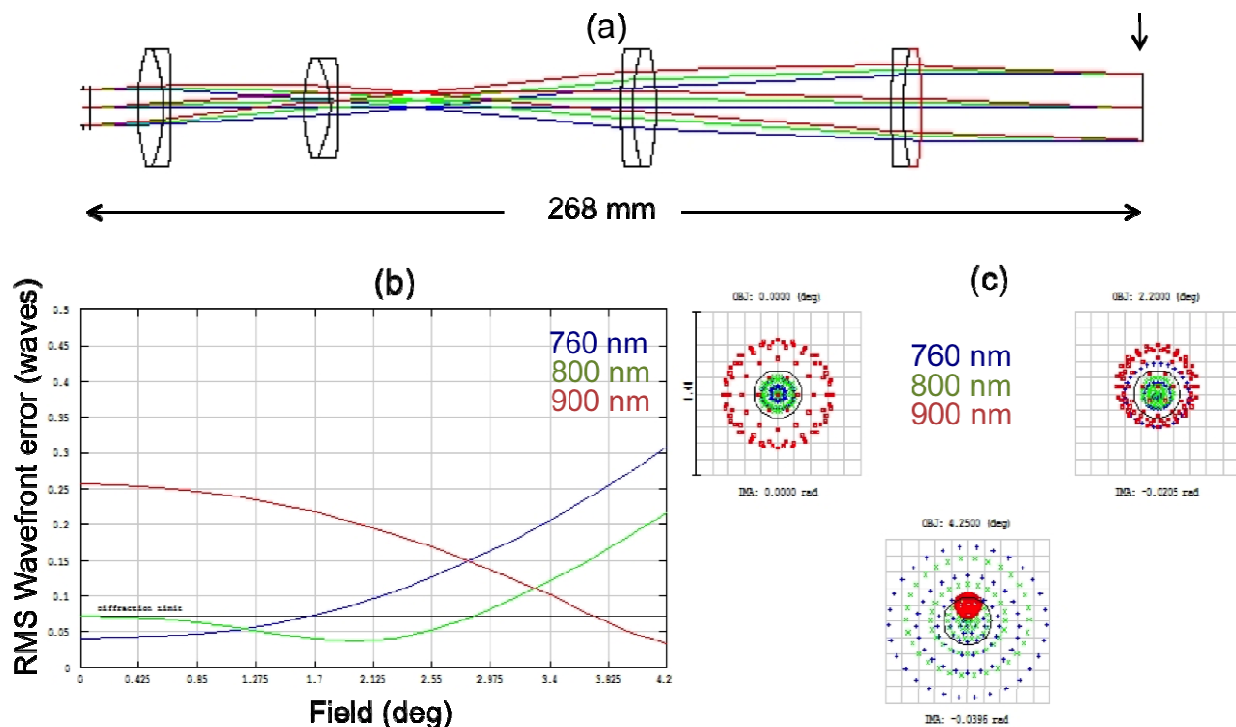 (a)
268 mm
(b)
RMS Wavefront error (waves)
0.5
0.45
0.4
0.35
0.3
0.25
0.2
0.15
0.1
0.05
0
760 nm
800 nm
900 nm
diffraction limit
0 0.425 0.85 1.275 1.7 2.125 2.55 2.975 3.4 3.825 4.2
Field (deg)
(c)
OBJ: 0.0000 (deg)
IMA: 0.0000 rad
760 nm
800 nm
900 nm
OBJ: 2.2000 (deg)
IMA: -0.0205 rad
OBJ: 4.2500 (deg)
IMA: -0.0396 rad